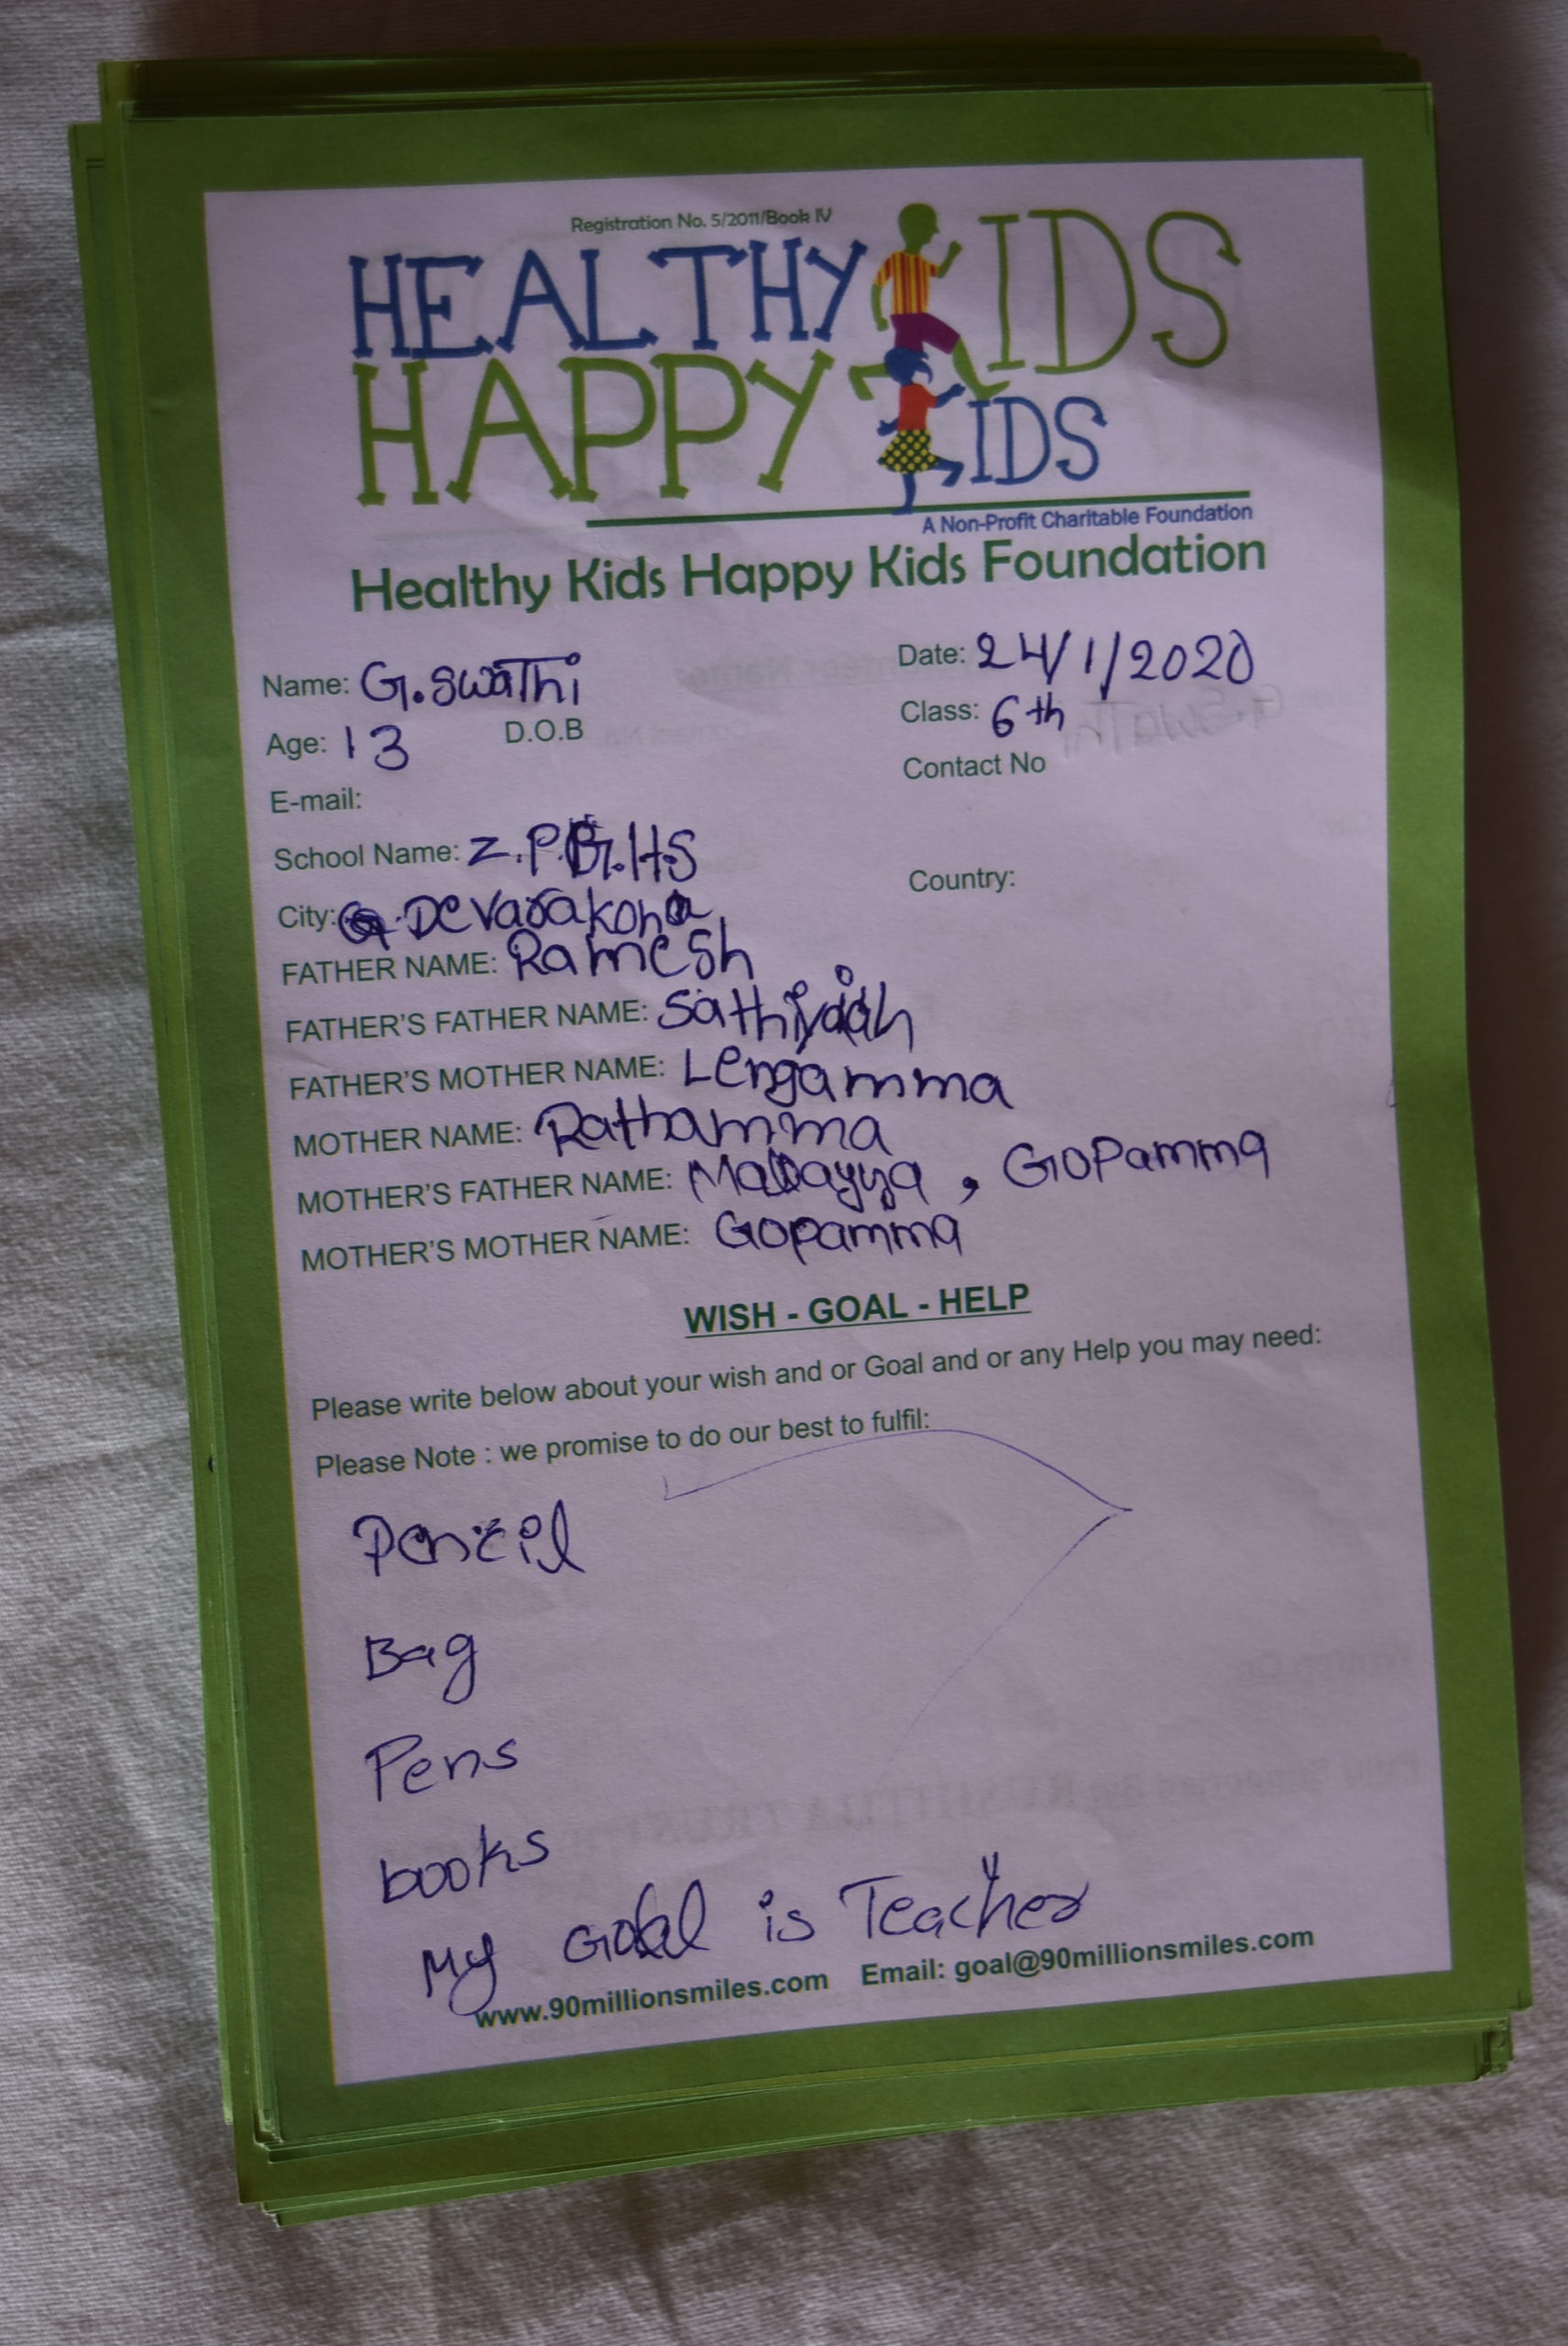 Registration No. 5/2011/Book IV
HEALTHY KIDS
HAPPY KIDS
A Non-Profit Charitable Foundation
Healthy Kids Happy Kids Foundation
Name: G.swaThi Date: 24/1/2020
Age: 13 D.O.B Class: 6th
E-mail: Contact No
School Name: Z.P.G.H.S
City: Devarakona Country:
FATHER NAME: Ramesh
FATHER'S FATHER NAME: Sathiyaiah
FATHER'S MOTHER NAME: Lengamma
MOTHER NAME: Rathamma
MOTHER'S FATHER NAME: Mallayya , GoPamma
MOTHER'S MOTHER NAME: Gopamma
WISH - GOAL - HELP
Please write below about your wish and or Goal and or any Help you may need:
Please Note : we promise to do our best to fulfil:
Pencil
Bag
Pens
books
My Goal is Teacher
www.90millionsmiles.com Email: goal@90millionsmiles.com